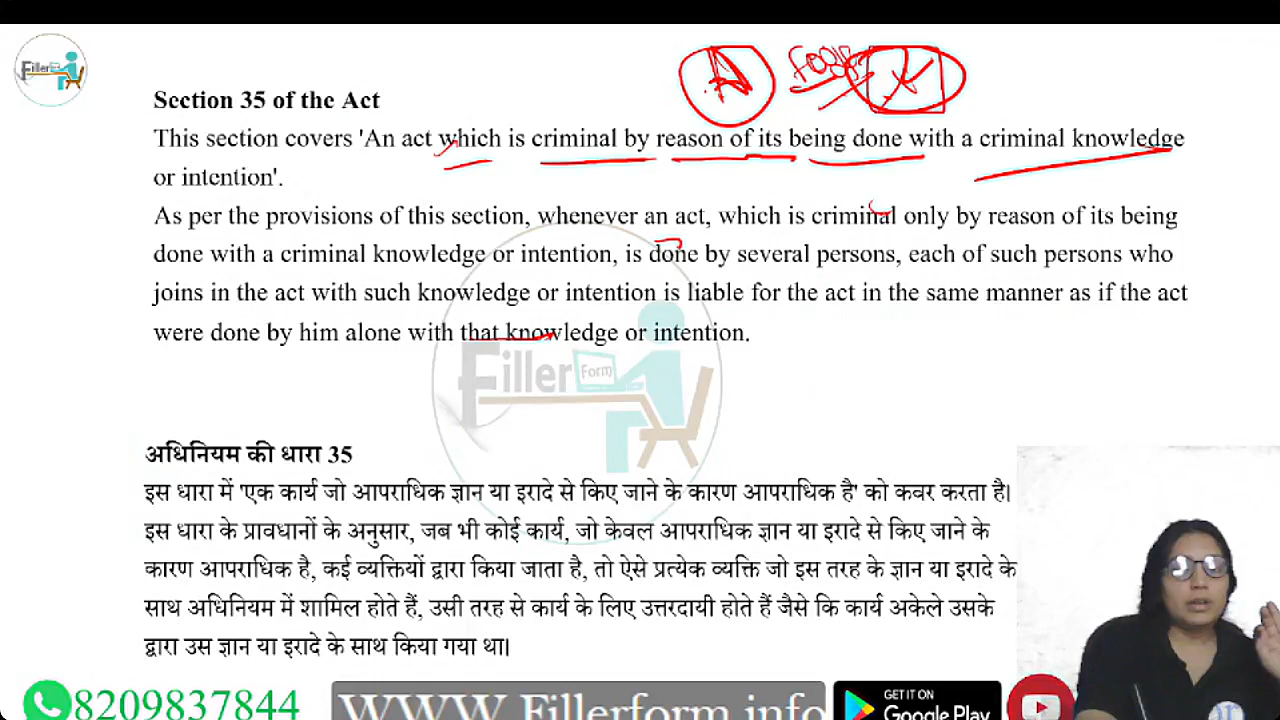 Filler
Section 35 of the Act
This section covers 'An act which is criminal by reason of its being done with a criminal knowledge
or intention'.
As per the provisions of this section, whenever an act, which is criminal only by reason of its being
done with a criminal knowledge or intention, is done by several persons, each of such persons who
joins in the act with such knowledge or intention is liable for the act in the same manner as if the act
were done by him alone with that knowledge or intention.
Filler Form
अधिनियम की धारा 35
इस धारा में 'एक कार्य जो आपराधिक ज्ञान या इरादे से किए जाने के कारण आपराधिक है' को कवर करता है।
इस धारा के प्रावधानों के अनुसार, जब भी कोई कार्य, जो केवल आपराधिक ज्ञान या इरादे से किए जाने के
कारण आपराधिक है, कई व्यक्तियों द्वारा किया जाता है, तो ऐसे प्रत्येक व्यक्ति जो इस तरह के ज्ञान या इरादे के
साथ अधिनियम में शामिल होते हैं, उसी तरह से कार्य के लिए उत्तरदायी होते हैं जैसे कि कार्य अकेले उसके
द्वारा उस ज्ञान या इरादे के साथ किया गया था।
8209837844
WWW.Fillerform.info
GET IT ON
Google Play